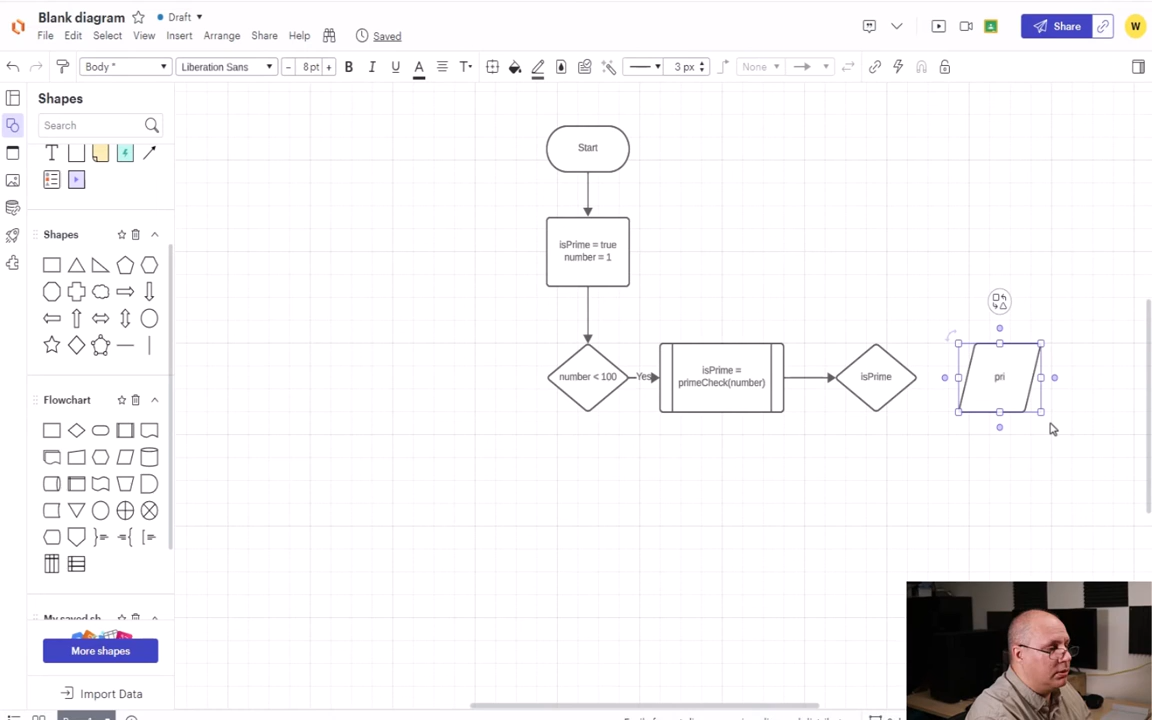 Blank diagram
Draft
File Edit Select View Insert Arrange Share Help
Saved
Share
W
Body *
Liberation Sans
8 pt
B I U A T
3 px
None
Shapes
Search
T
Shapes
Flowchart
More shapes
Import Data
Start
isPrime = true
number = 1
number < 100
Yes
isPrime =
primeCheck(number)
isPrime
pri